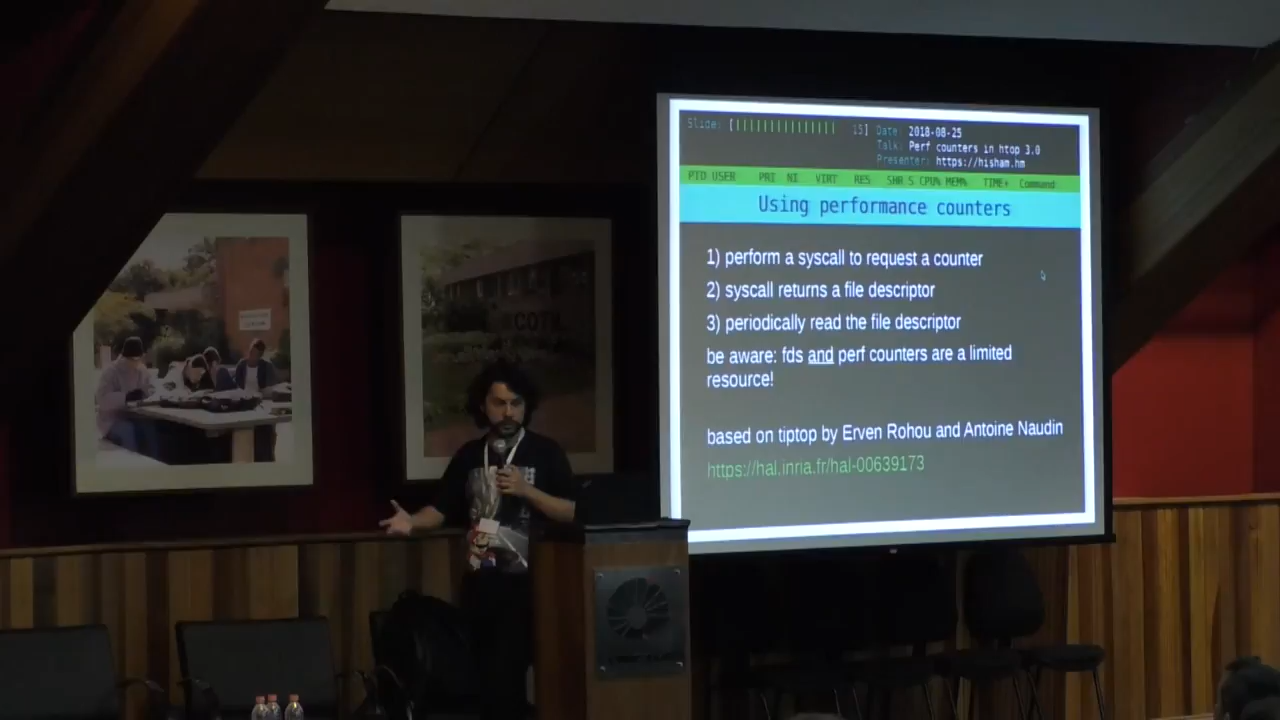 Slide: [|||||||||||||||  15] Date: 2018-08-25
Talk: Perf counters in htop 3.0
Presenter: https://hisham.hm
PID USER PRI NI VIRT RES SHR S CPU% MEM% TIME+ Command
Using performance counters
1) perform a syscall to request a counter
2) syscall returns a file descriptor
3) periodically read the file descriptor
be aware: fds and perf counters are a limited
resource!
based on tiptop by Erven Rohou and Antoine Naudin
https://hal.inria.fr/hal-00639173